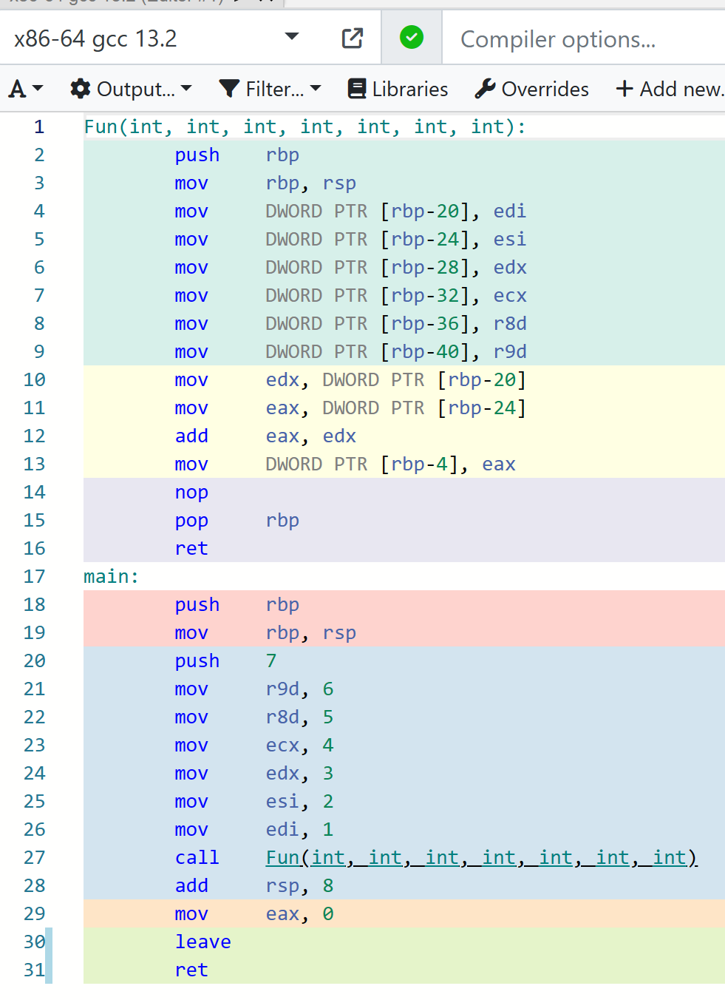 x86-64 gcc 13.2 Compiler options...
A Output... Filter... Libraries Overrides + Add new.
1 Fun(int, int, int, int, int, int, int):
2 push rbp
3 mov rbp, rsp
4 mov DWORD PTR [rbp-20], edi
5 mov DWORD PTR [rbp-24], esi
6 mov DWORD PTR [rbp-28], edx
7 mov DWORD PTR [rbp-32], ecx
8 mov DWORD PTR [rbp-36], r8d
9 mov DWORD PTR [rbp-40], r9d
10 mov edx, DWORD PTR [rbp-20]
11 mov eax, DWORD PTR [rbp-24]
12 add eax, edx
13 mov DWORD PTR [rbp-4], eax
14 nop
15 pop rbp
16 ret
17 main:
18 push rbp
19 mov rbp, rsp
20 push 7
21 mov r9d, 6
22 mov r8d, 5
23 mov ecx, 4
24 mov edx, 3
25 mov esi, 2
26 mov edi, 1
27 call Fun(int, int, int, int, int, int, int)
28 add rsp, 8
29 mov eax, 0
30 leave
31 ret